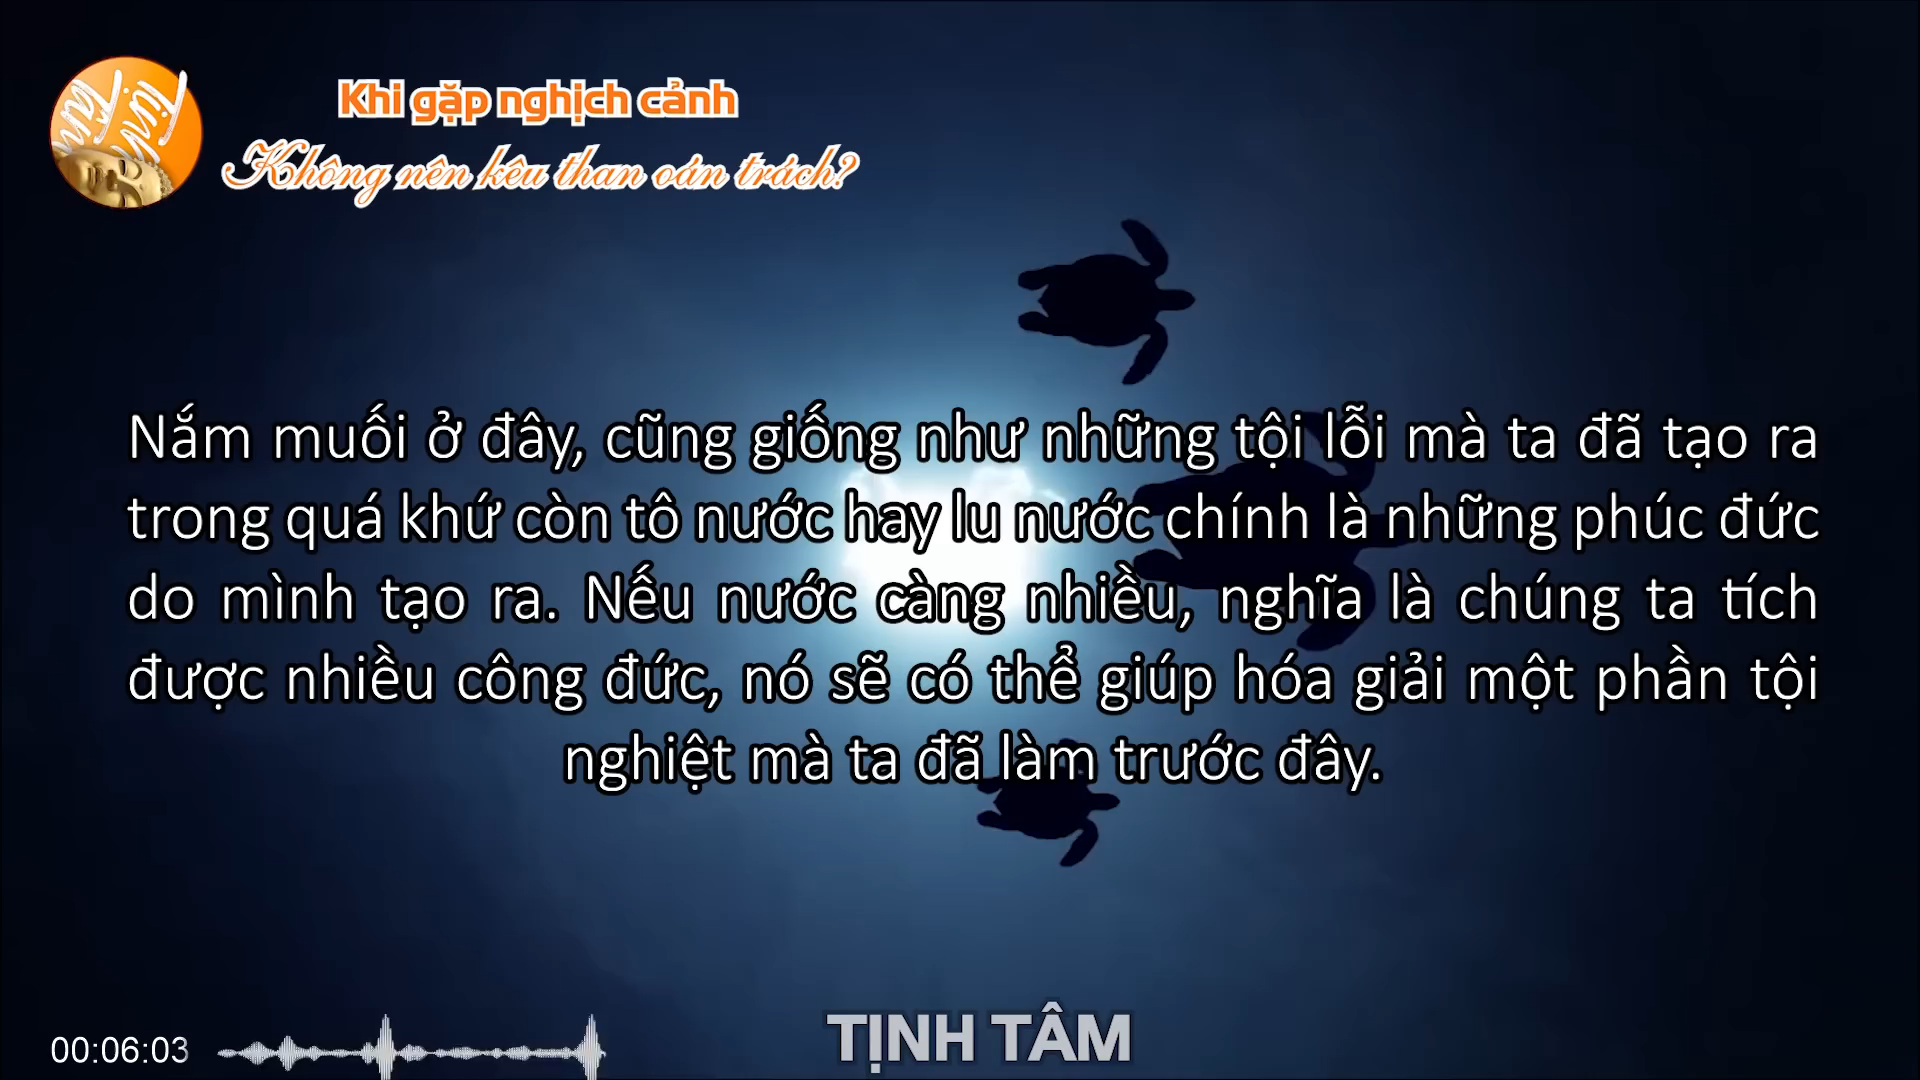 Tịnh
Tâm
Khi gặp nghịch cảnh
Không nên kêu than oán trách?
Nắm muối ở đây, cũng giống như những tội lỗi mà ta đã tạo ra
trong quá khứ còn tô nước hay lu nước chính là những phúc đức
do mình tạo ra. Nếu nước càng nhiều, nghĩa là chúng ta tích
được nhiều công đức, nó sẽ có thể giúp hóa giải một phần tội
nghiệt mà ta đã làm trước đây.
00:06:03
TỊNH TÂM